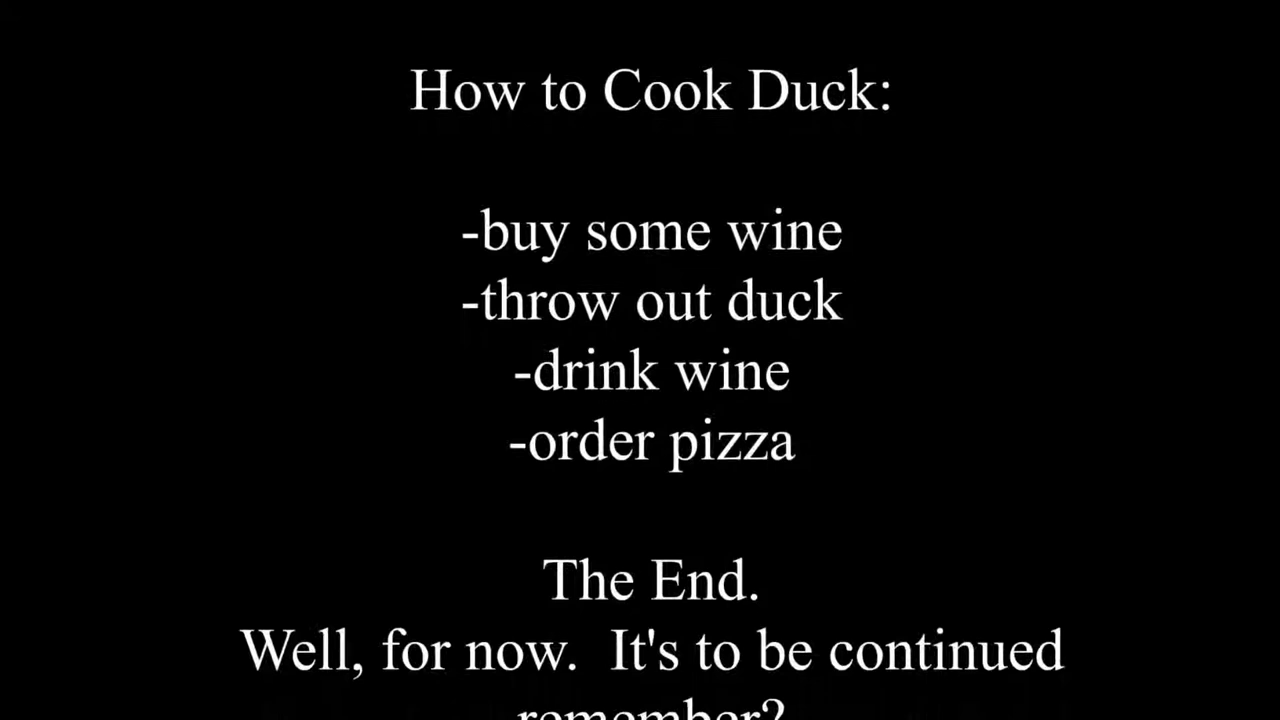 How to Cook Duck:
-buy some wine
-throw out duck
-drink wine
-order pizza
The End.
Well, for now.  It's to be continued
remember?